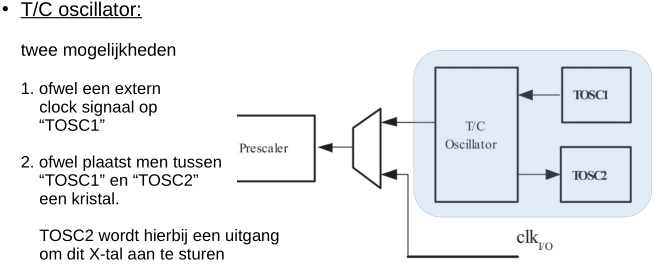 • T/C oscillator:
twee mogelijkheden
1. ofwel een extern
clock signaal op
“TOSC1”
2. ofwel plaatst men tussen
“TOSC1” en “TOSC2”
een kristal.
TOSC2 wordt hierbij een uitgang
om dit X-tal aan te sturen
Prescaler
T/C
Oscillator
TOSC1
TOSC2
clk I/O